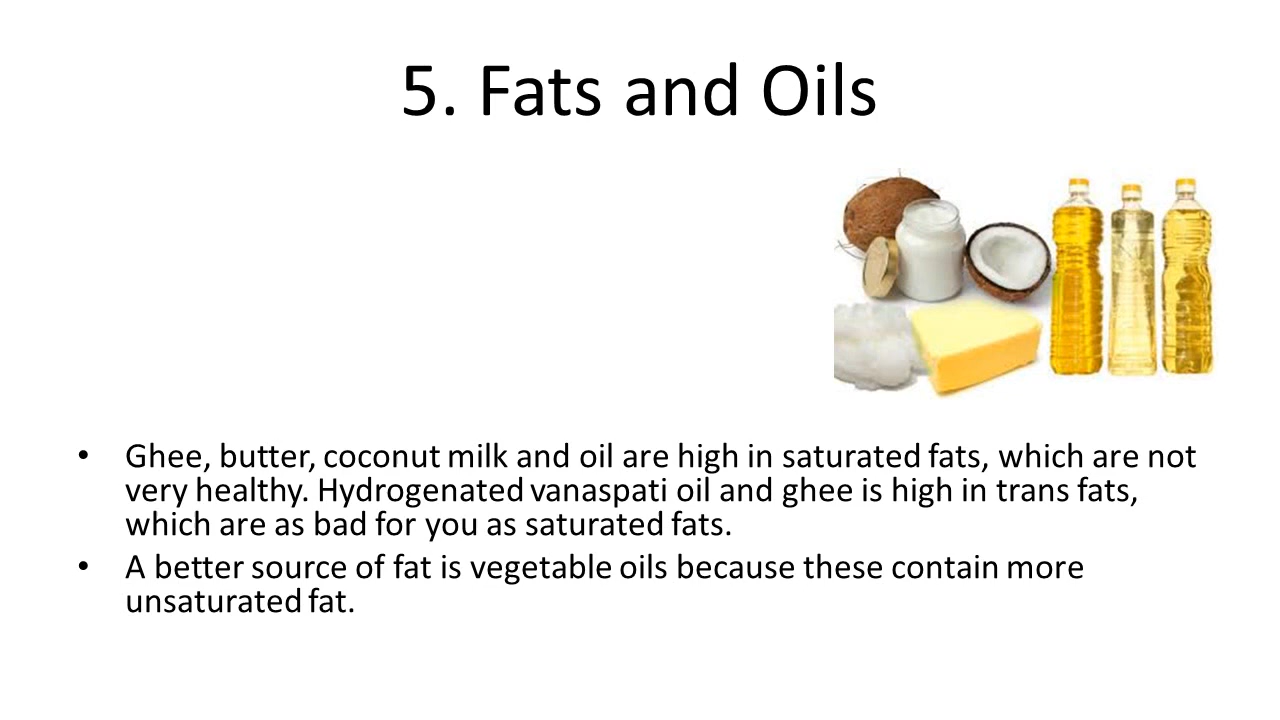 5. Fats and Oils
• Ghee, butter, coconut milk and oil are high in saturated fats, which are not
very healthy. Hydrogenated vanaspati oil and ghee is high in trans fats,
which are as bad for you as saturated fats.
• A better source of fat is vegetable oils because these contain more
unsaturated fat.